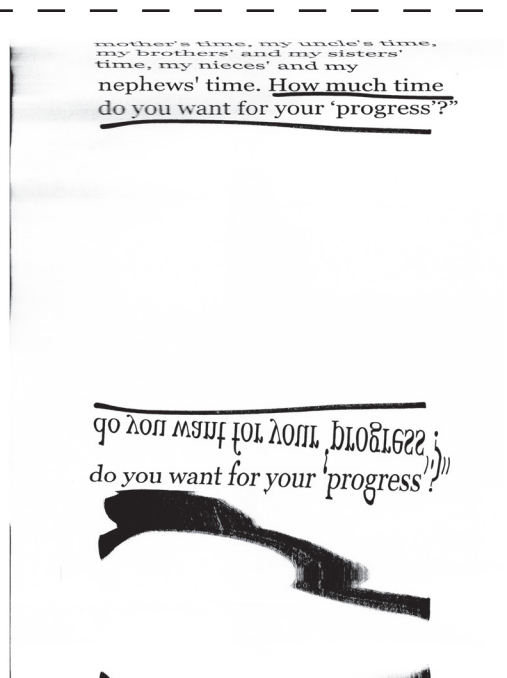 mother's time, my uncle's time,
my brothers' and my sisters'
time, my nieces' and my
nephews' time. How much time
do you want for your ‘progress’?”
do you want for your ‘progress’?”
do you want for your ‘progress’?”